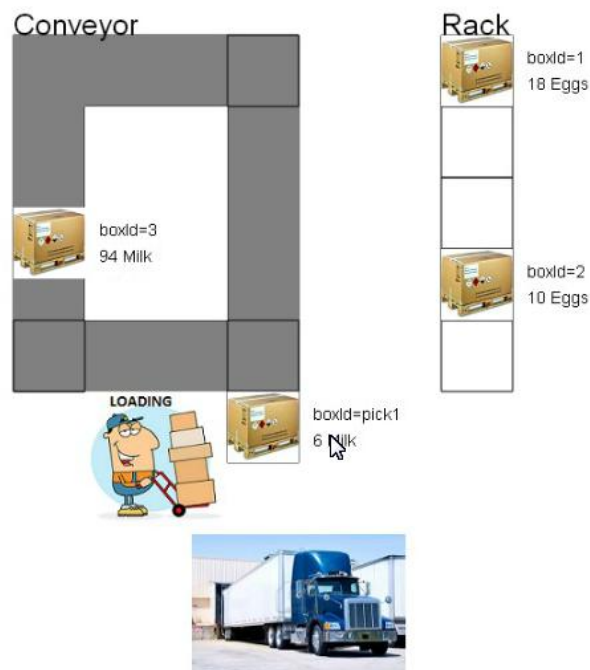 Conveyor
Rack
boxId=1
18 Eggs
boxId=3
94 Milk
boxId=2
10 Eggs
LOADING
boxId=pick1
6 Milk